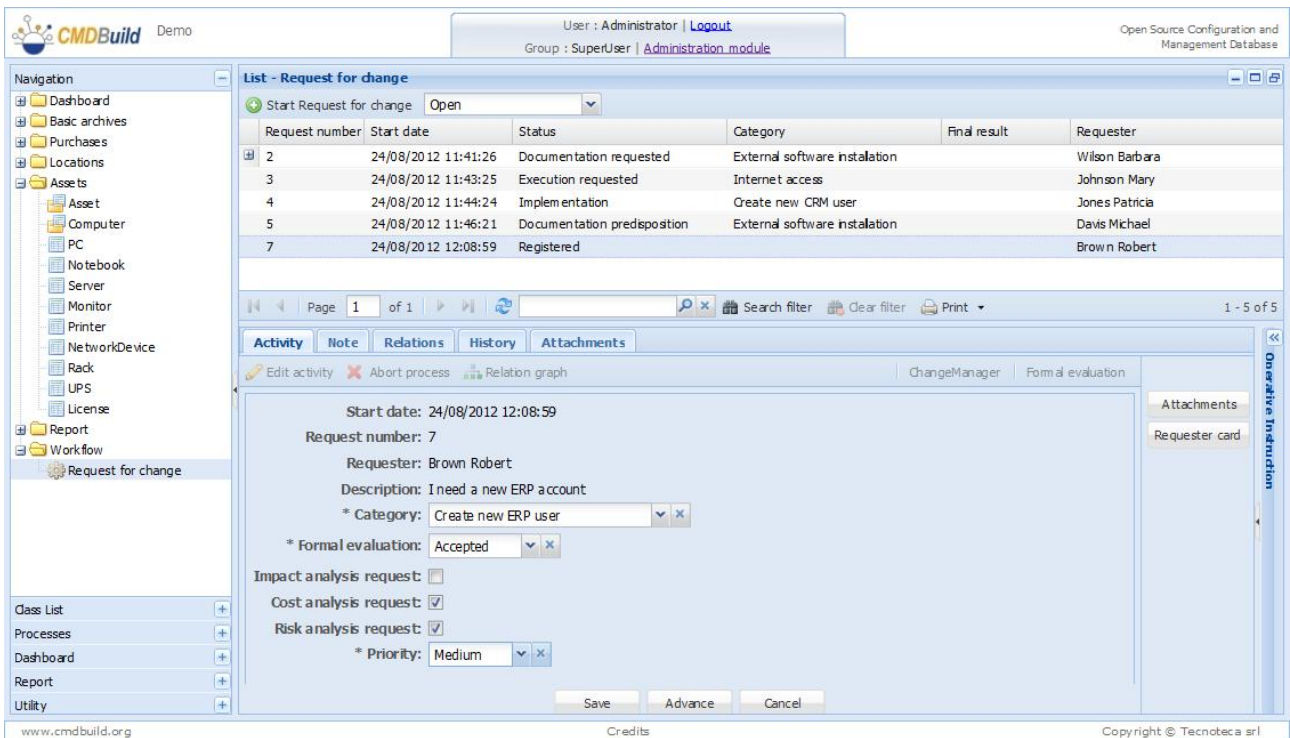 CMDBuild Demo
User : Administrator | Logout
Group : SuperUser | Administration module
Open Source Configuration and
Management Database
Navigation
Dashboard
Basic archives
Purchases
Locations
Assets
Asset
Computer
PC
Notebook
Server
Monitor
Printer
NetworkDevice
Rack
UPS
License
Report
Workflow
Request for change
Class List
Processes
Dashboard
Report
Utility
List - Request for change
Start Request for change Open
Request number Start date Status Category Final result Requester
2 24/08/2012 11:41:26 Documentation requested External software installation Wilson Barbara
3 24/08/2012 11:43:25 Execution requested Internet access Johnson Mary
4 24/08/2012 11:44:24 Implementation Create new CRM user Jones Patricia
5 24/08/2012 11:46:21 Documentation predisposition External software installation Davis Michael
7 24/08/2012 12:08:59 Registered Brown Robert
Page 1 of 1 Search filter Clear filter Print 1 - 5 of 5
Activity Note Relations History Attachments
Edit activity Abort process Relation graph ChangeManager Formal evaluation
Start date: 24/08/2012 12:08:59
Request number: 7
Requester: Brown Robert
Description: I need a new ERP account
* Category: Create new ERP user
* Formal evaluation: Accepted
Impact analysis request:
Cost analysis request:
Risk analysis request:
* Priority: Medium
Save Advance Cancel
Attachments
Requester card
Operative Instruction
www.cmdbuild.org Credits Copyright © Tecnoteca srl